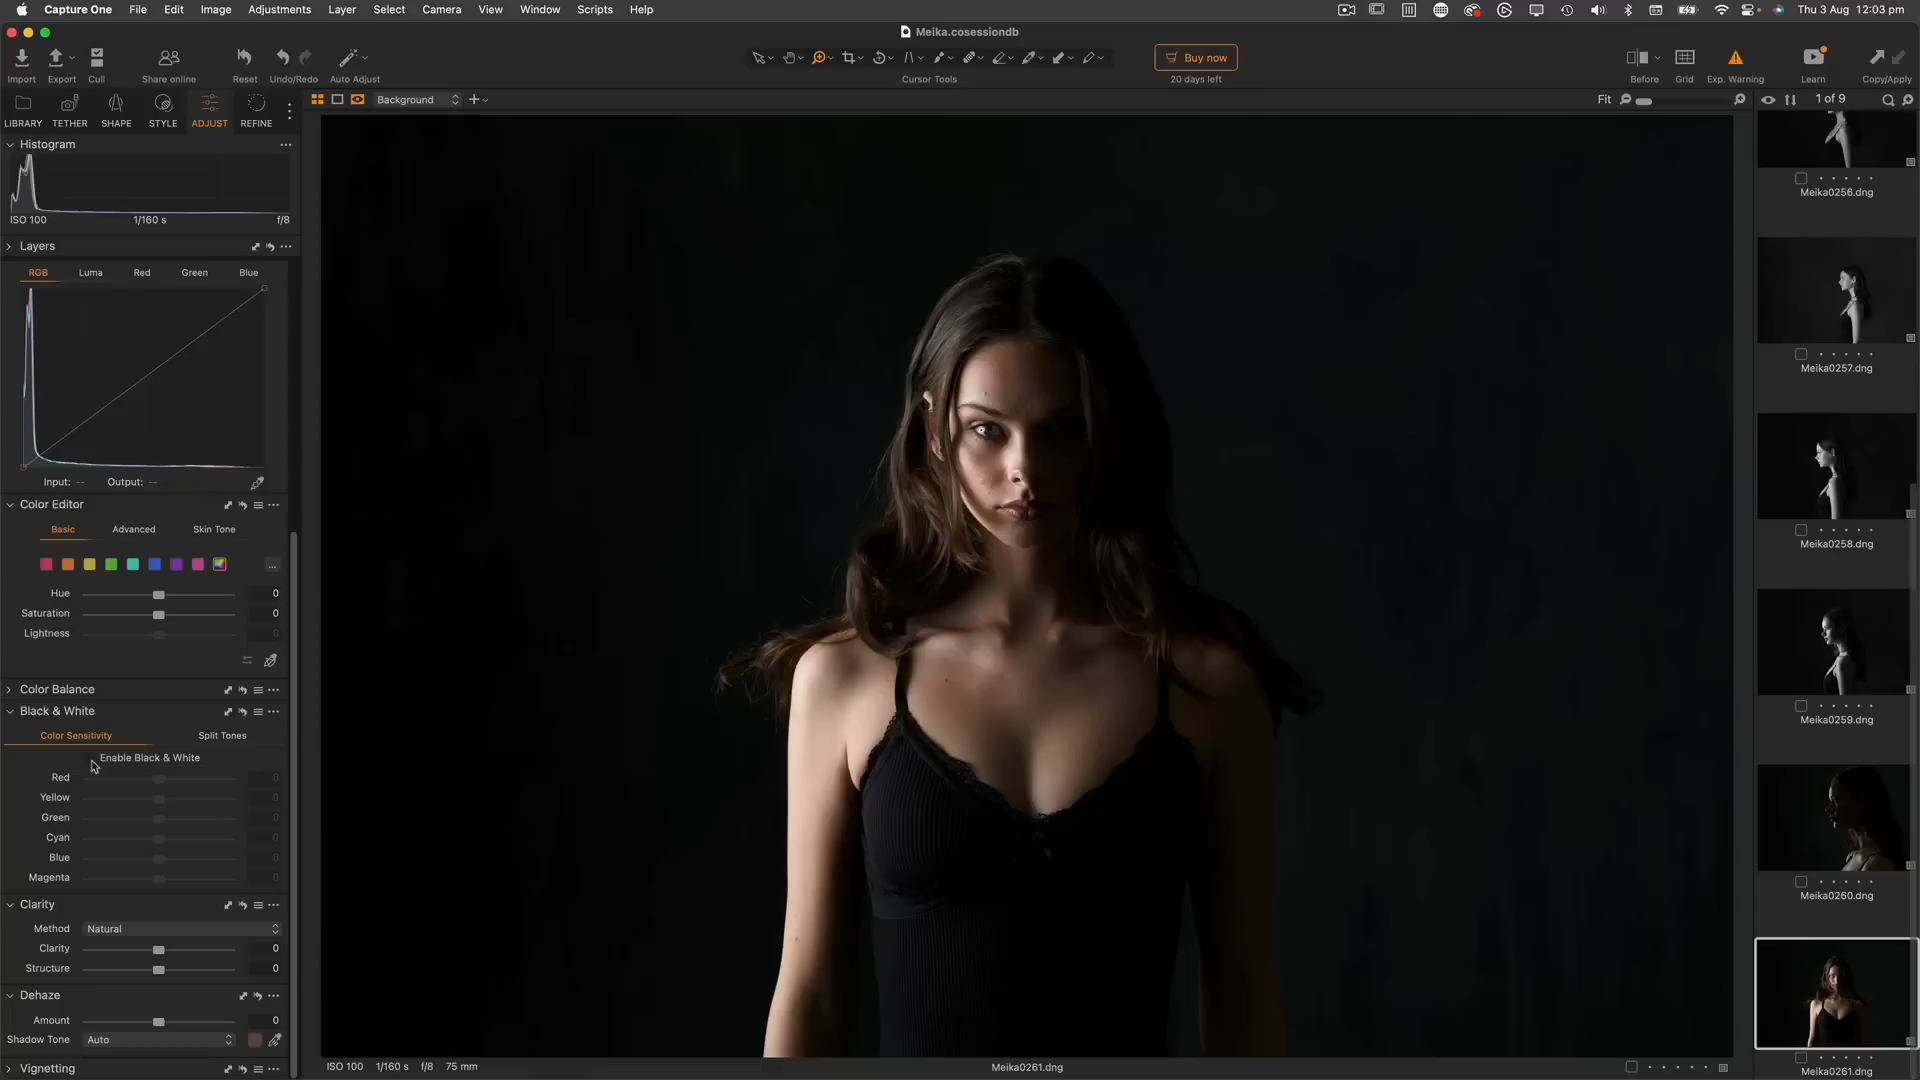 Capture One File Edit Image Adjustments Layer Select Camera View Window Scripts Help Thu 3 Aug 12:03 pm
Meika.cosessiondb
Import Export Cull Share online Reset Undo/Redo Auto Adjust Cursor Tools Buy now 20 days left Before Grid Exp. Warning Learn Copy/Apply
LIBRARY TETHER SHAPE STYLE ADJUST REFINE
Background Fit 1 of 9
Histogram
ISO 100 1/160 s f/8
Layers
RGB Luma Red Green Blue
Input: -- Output: --
Color Editor
Basic Advanced Skin Tone
...
Hue 0
Saturation 0
Lightness 0
Color Balance
Black & White
Color Sensitivity Split Tones
Enable Black & White
Red 0
Yellow 0
Green 0
Cyan 0
Blue 0
Magenta 0
Clarity
Method Natural
Clarity 0
Structure 0
Dehaze
Amount 0
Shadow Tone Auto
Vignetting
ISO 100 1/160 s f/8 75 mm Meika0261.dng
Meika0256.dng
Meika0257.dng
Meika0258.dng
Meika0259.dng
Meika0260.dng
Meika0261.dng